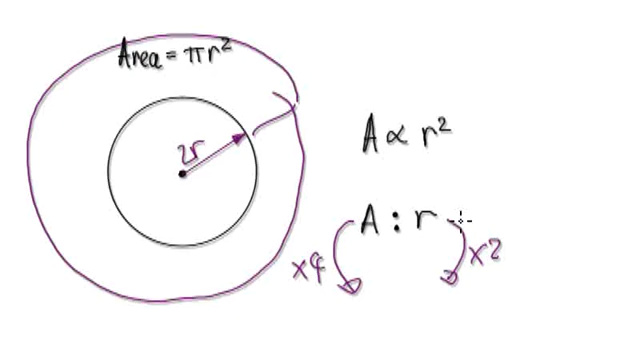 Area = πr²
2r
A ∝ r²
A : r
×4
×2